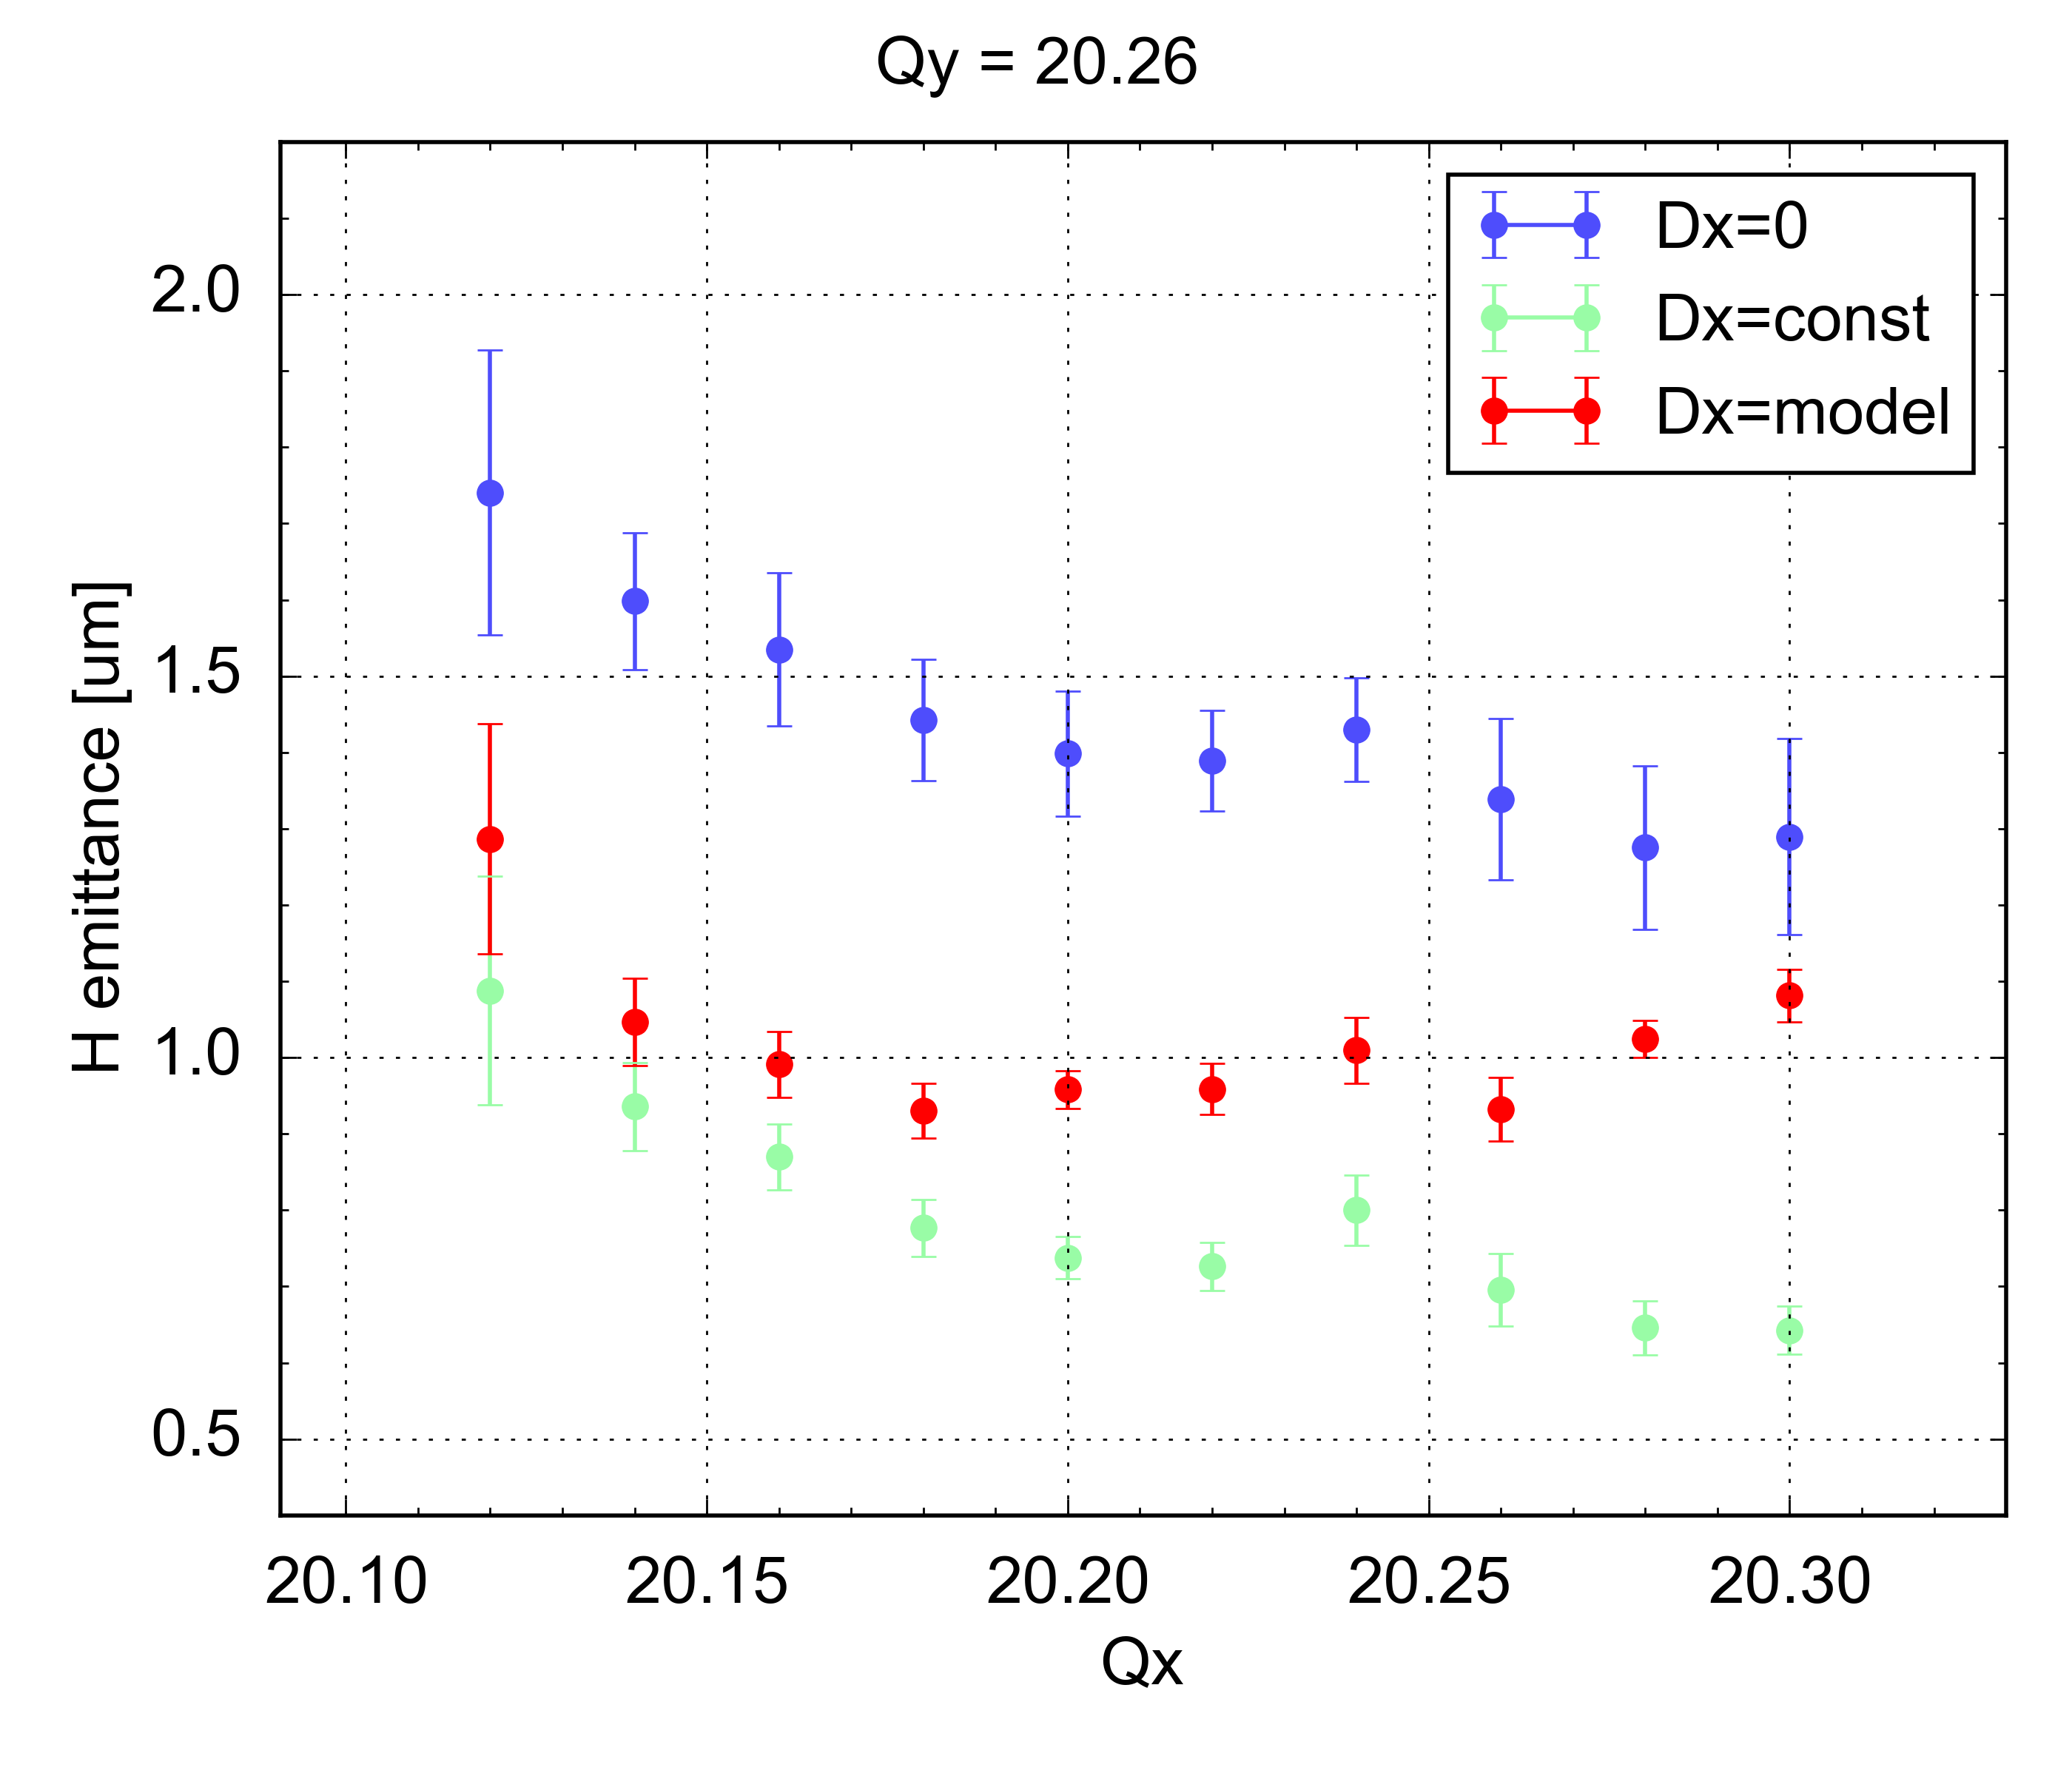 Qy = 20.26
Dx=0
Dx=const
Dx=model
H emittance [um]
2.0
1.5
1.0
0.5
20.10 20.15 20.20 20.25 20.30
Qx